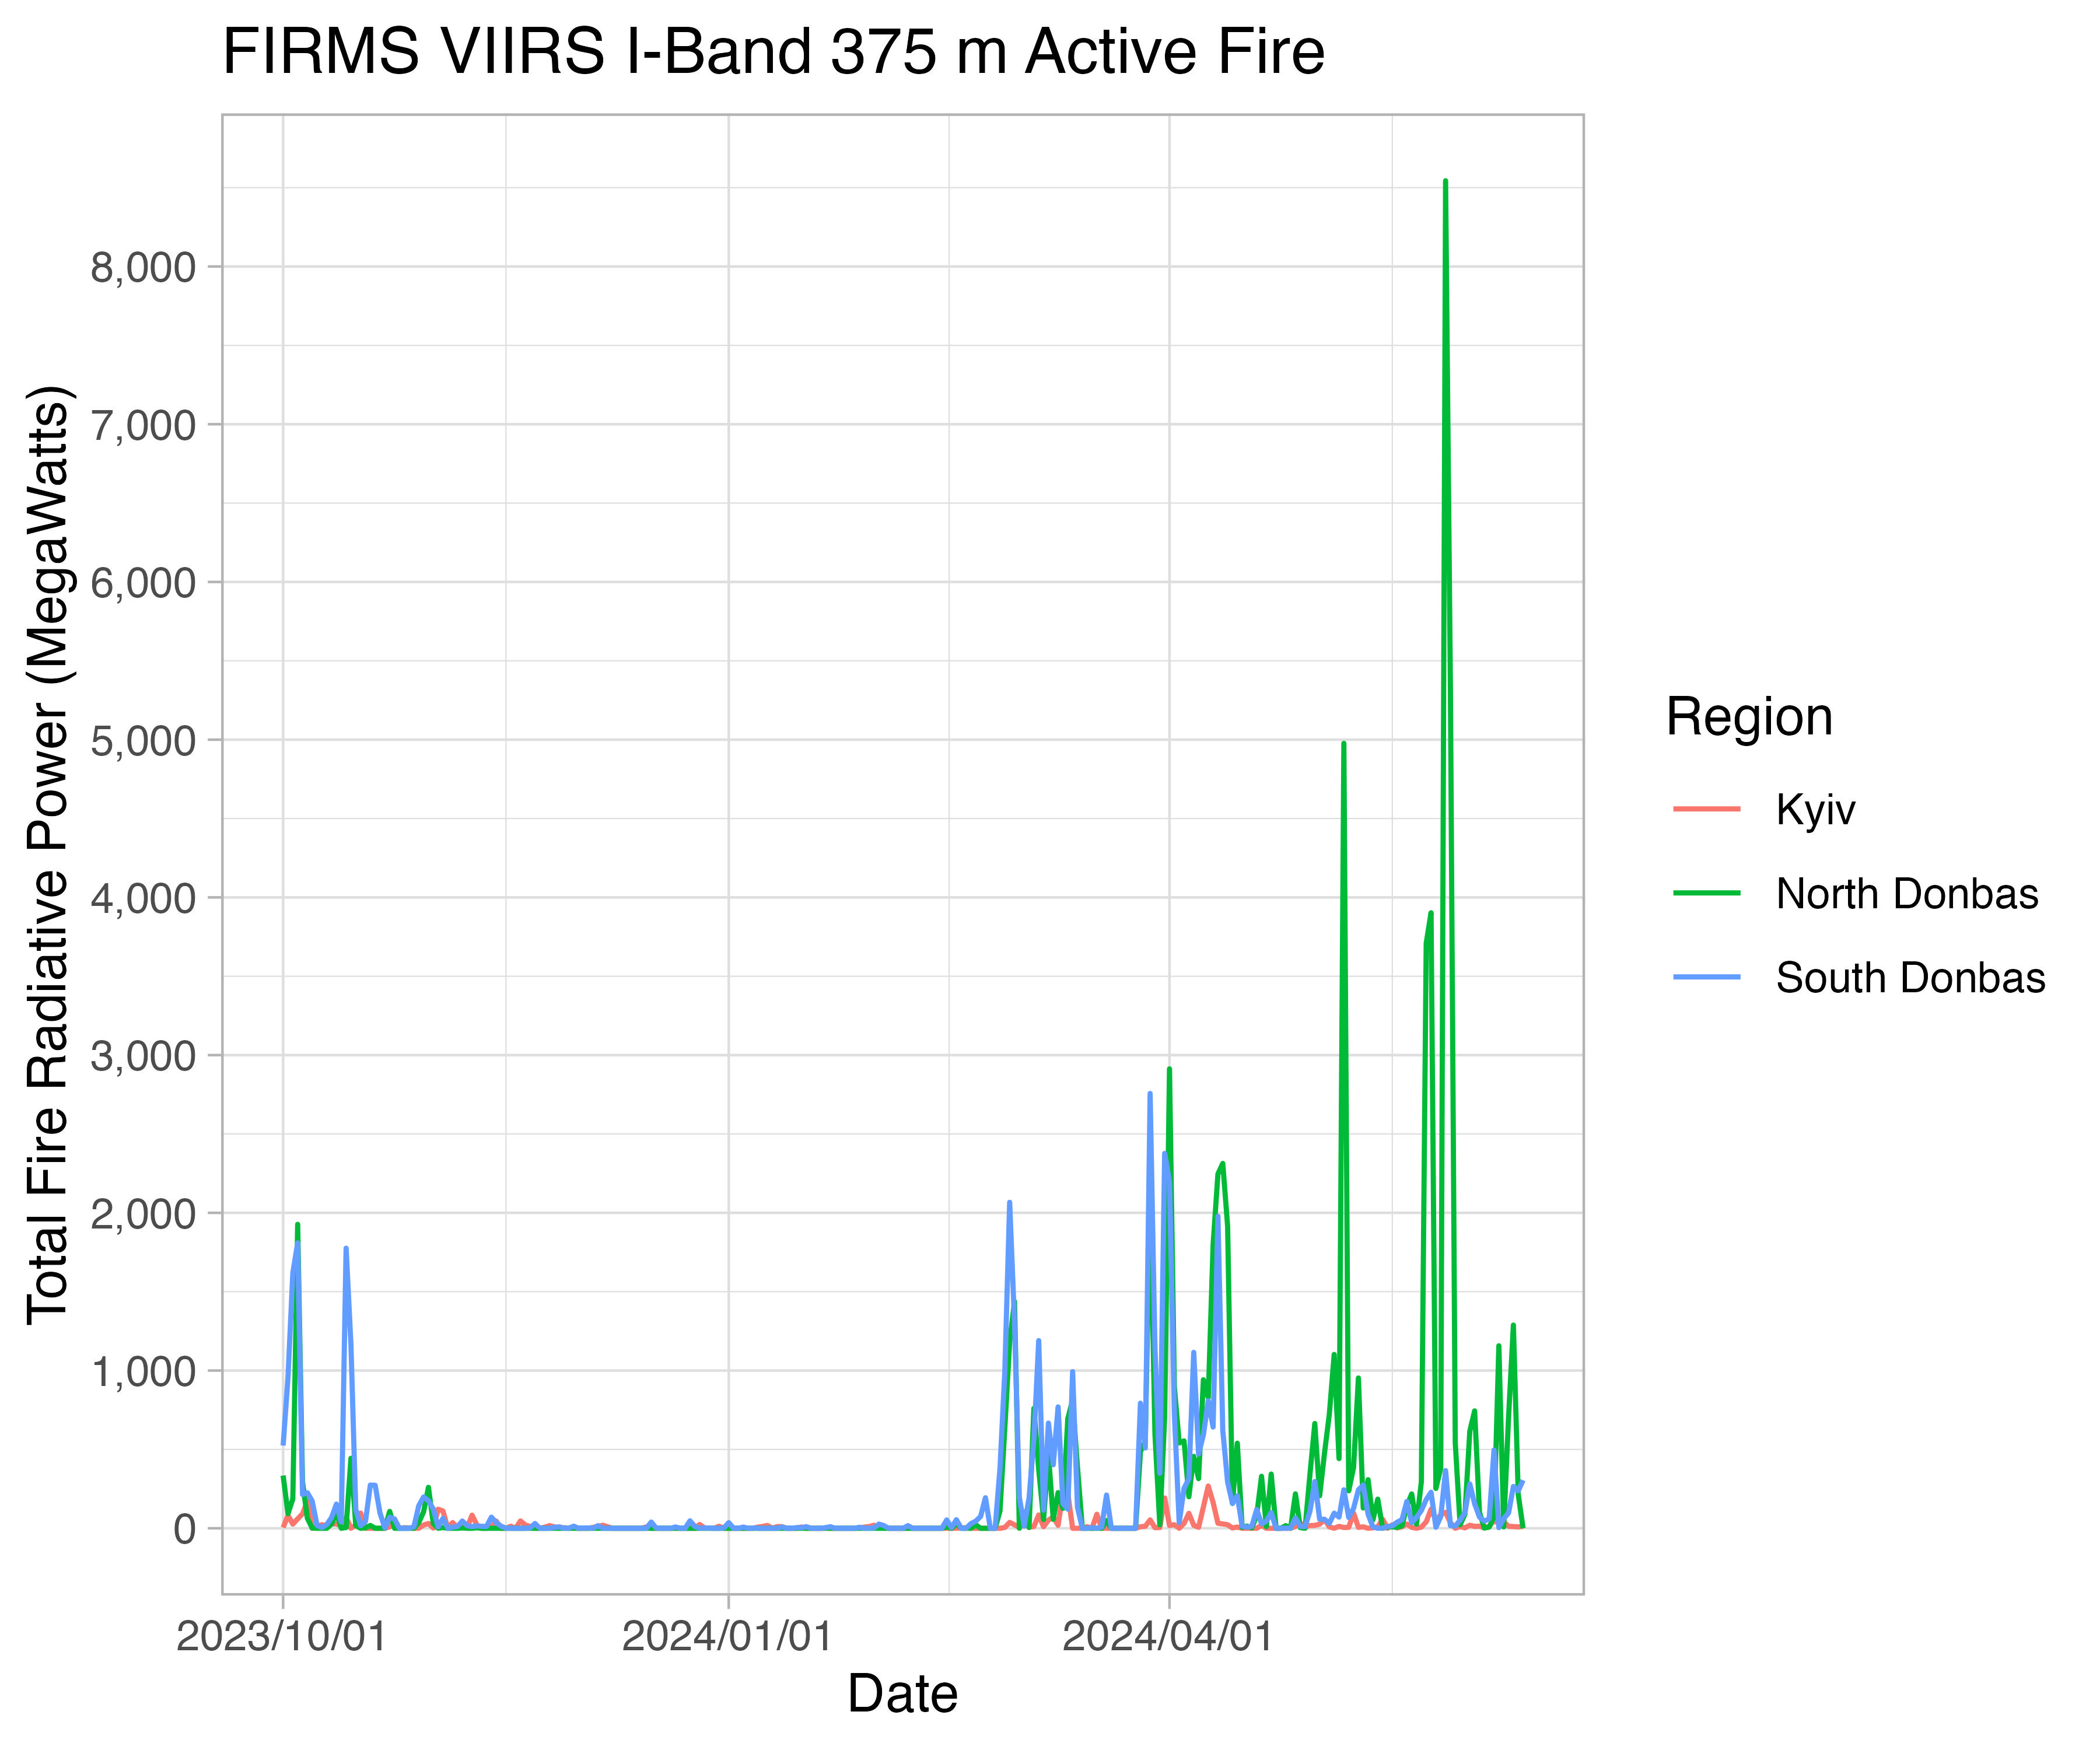 FIRMS VIIRS I-Band 375 m Active Fire
Total Fire Radiative Power (MegaWatts)
8,000
7,000
6,000
5,000
4,000
3,000
2,000
1,000
0
2023/10/01
2024/01/01
2024/04/01
Date
Region
Kyiv
North Donbas
South Donbas